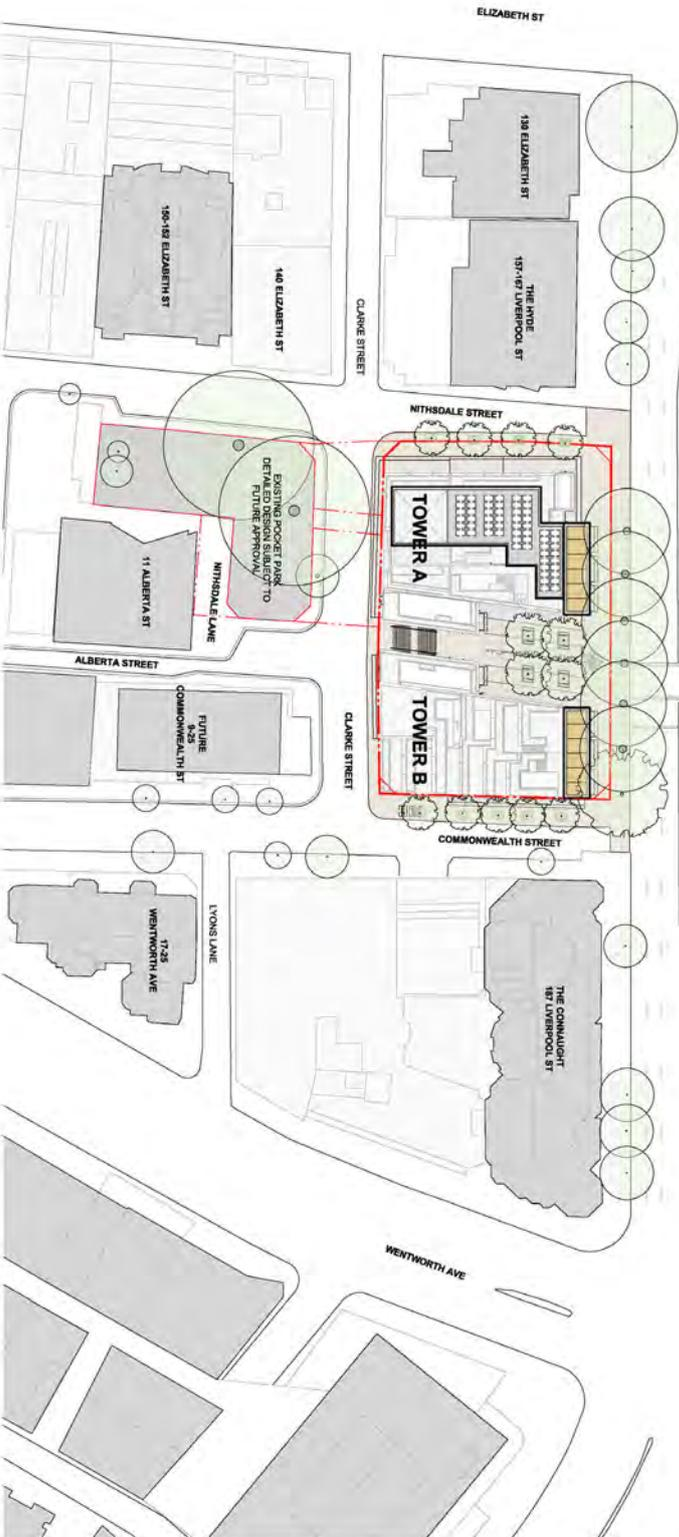 ELIZABETH ST
130 ELIZABETH ST
THE HYDE
157-167 LIVERPOOL ST
150-152 ELIZABETH ST
140 ELIZABETH ST
CLARKE STREET
NITHSDALE STREET
EXISTING POCKET PARK
DETAILED DESIGN SUBJECT TO
FUTURE APPROVAL
TOWER A
NITHSDALE LANE
11 ALBERTA ST
ALBERTA STREET
TOWER B
FUTURE
9-25
COMMONWEALTH ST
CLARKE STREET
COMMONWEALTH STREET
LYONS LANE
17-25
WENTWORTH AVE
THE CONNAUGHT
187 LIVERPOOL ST
WENTWORTH AVE